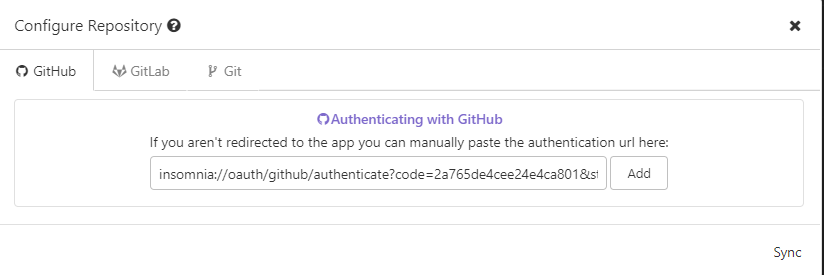 Configure Repository
GitHub GitLab Git
Authenticating with GitHub
If you aren't redirected to the app you can manually paste the authentication url here:
insomnia://oauth/github/authenticate?code=2a765de4cee24e4ca801&st Add
Sync